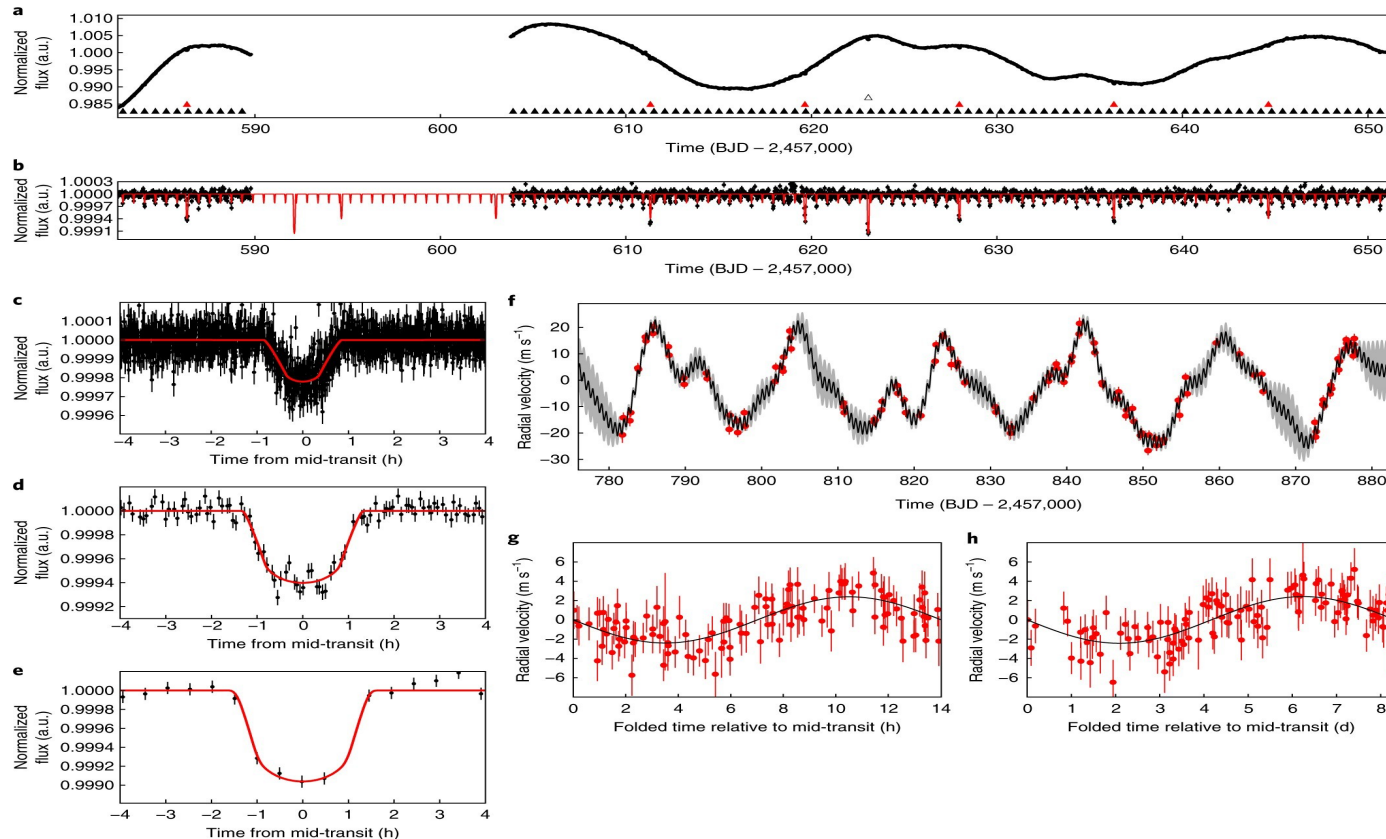 a
Normalized
flux (a.u.)
1.010
1.005
1.000
0.995
0.990
0.985
590
600
610
620
630
640
650
Time (BJD – 2,457,000)
b
Normalized
flux (a.u.)
1.0003
1.0000
0.9997
0.9994
0.9991
590
600
610
620
630
640
650
Time (BJD – 2,457,000)
c
Normalized
flux (a.u.)
1.0001
1.0000
0.9999
0.9998
0.9997
0.9996
−4 −3 −2 −1 0 1 2 3 4
Time from mid-transit (h)
d
Normalized
flux (a.u.)
1.0000
0.9998
0.9996
0.9994
0.9992
−4 −3 −2 −1 0 1 2 3 4
Time from mid-transit (h)
e
Normalized
flux (a.u.)
1.0000
0.9998
0.9996
0.9994
0.9992
0.9990
−4 −3 −2 −1 0 1 2 3 4
Time from mid-transit (h)
f
Radial velocity (m s⁻¹)
20
10
0
−10
−20
−30
780 790 800 810 820 830 840 850 860 870 880
Time (BJD – 2,457,000)
g
Radial velocity (m s⁻¹)
6
4
2
0
−2
−4
−6
0 2 4 6 8 10 12 14
Folded time relative to mid-transit (h)
h
Radial velocity (m s⁻¹)
6
4
2
0
−2
−4
−6
0 1 2 3 4 5 6 7 8
Folded time relative to mid-transit (d)